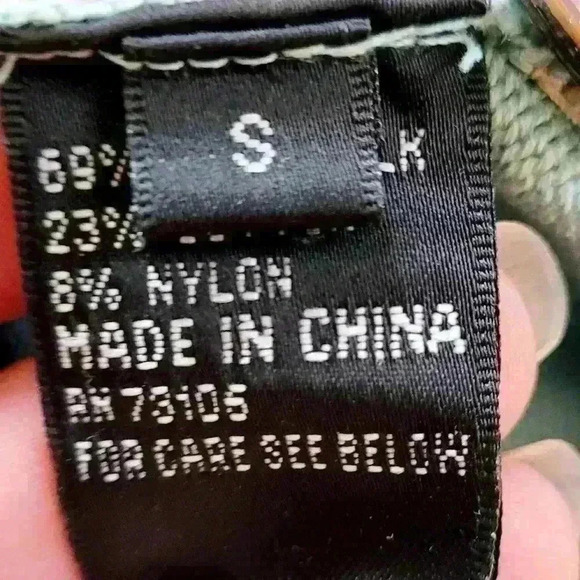 S
69%
23%
8% NYLON
MADE IN CHINA
RN 73105
FOR CARE SEE BELOW